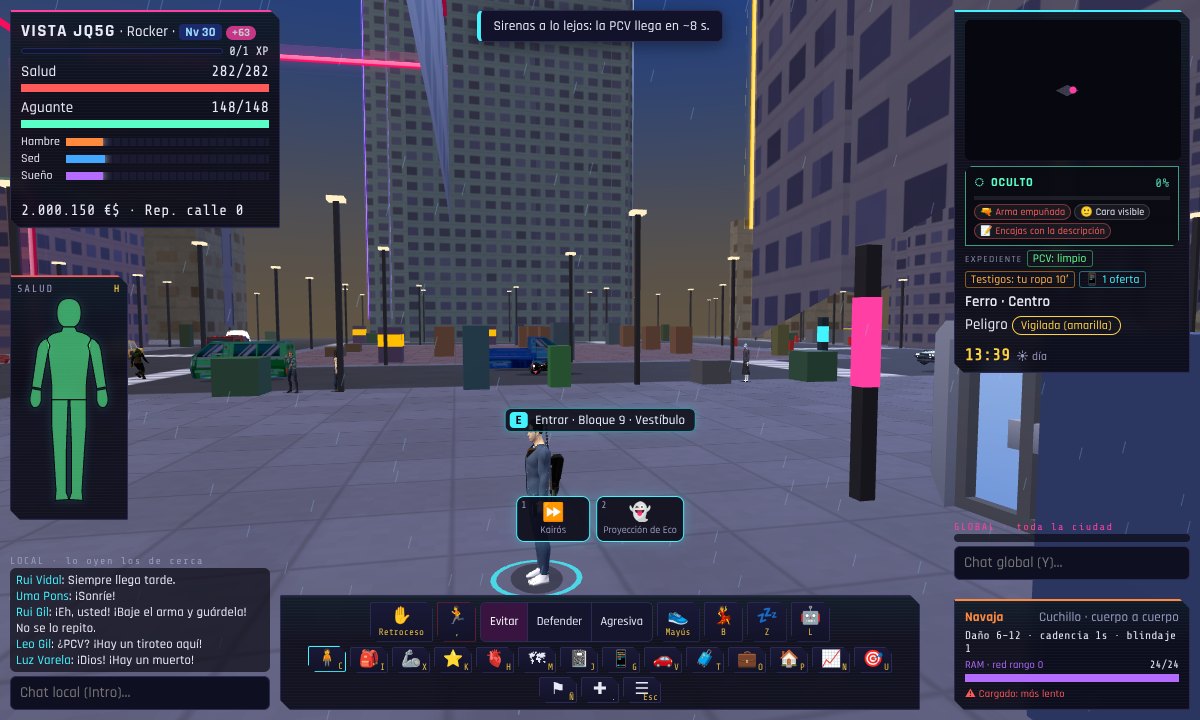 VISTA JQ5G · Rocker · Nv 30 +63
0/1 XP
Salud 282/282
Aguante 148/148
Hambre
Sed
Sueño
2.000.150 €$ · Rep. calle 0
Sirenas a lo lejos: la PCV llega en ~8 s.
OCULTO 0%
Arma empuñada Cara visible
Encajas con la descripción
EXPEDIENTE PCV: limpio
Testigos: tu ropa 10′ 1 oferta
Ferro · Centro
Peligro Vigilada (amarillo)
13:39 día
SALUD H
E Entrar · Bloque 9 · Vestíbulo
1 Kairós
2 Proyección de Eco
LOCAL · lo oyen los de cerca
Rui Vidal: Siempre llega tarde.
Uma Pons: ¡Sonríe!
Rui Gil: ¡Eh, usted! ¡Baje el arma y guárdela!
No se lo repito.
Leo Gil: ¿PCV? ¡Hay un tiroteo aquí!
Luz Varela: ¡Dios! ¡Hay un muerto!
Chat local (Intro)...
GLOBAL · toda la ciudad
Chat global (Y)...
Retroceso , Evitar Defender Agresiva Mayús B Z L
C I X K H M J G V T O P N U
Ñ . Esc
Navaja Cuchillo · cuerpo a cuerpo
Daño 6-12 · cadencia 1s · blindaje
1
RAM · red rango 0 24/24
Cargado: más lento